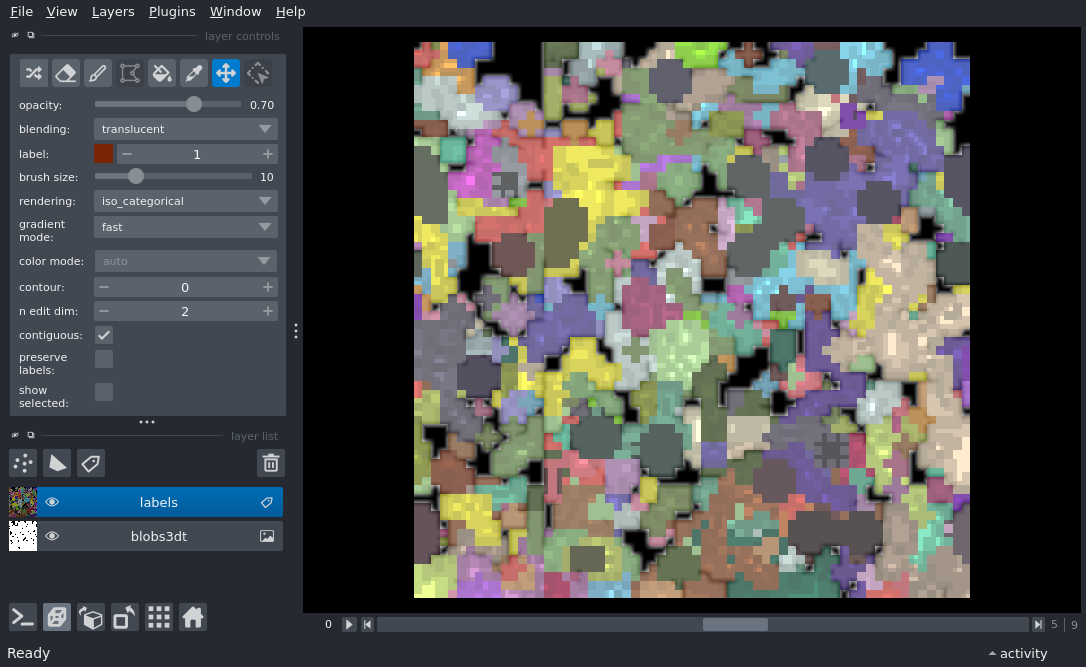 File View Layers Plugins Window Help
layer controls
opacity: 0.70
blending: translucent
label: 1
brush size: 10
rendering: iso_categorical
gradient
mode: fast
color mode: auto
contour: 0
n edit dim: 2
contiguous:
preserve
labels:
show
selected:
layer list
labels
blobs3dt
0 5 9
Ready activity